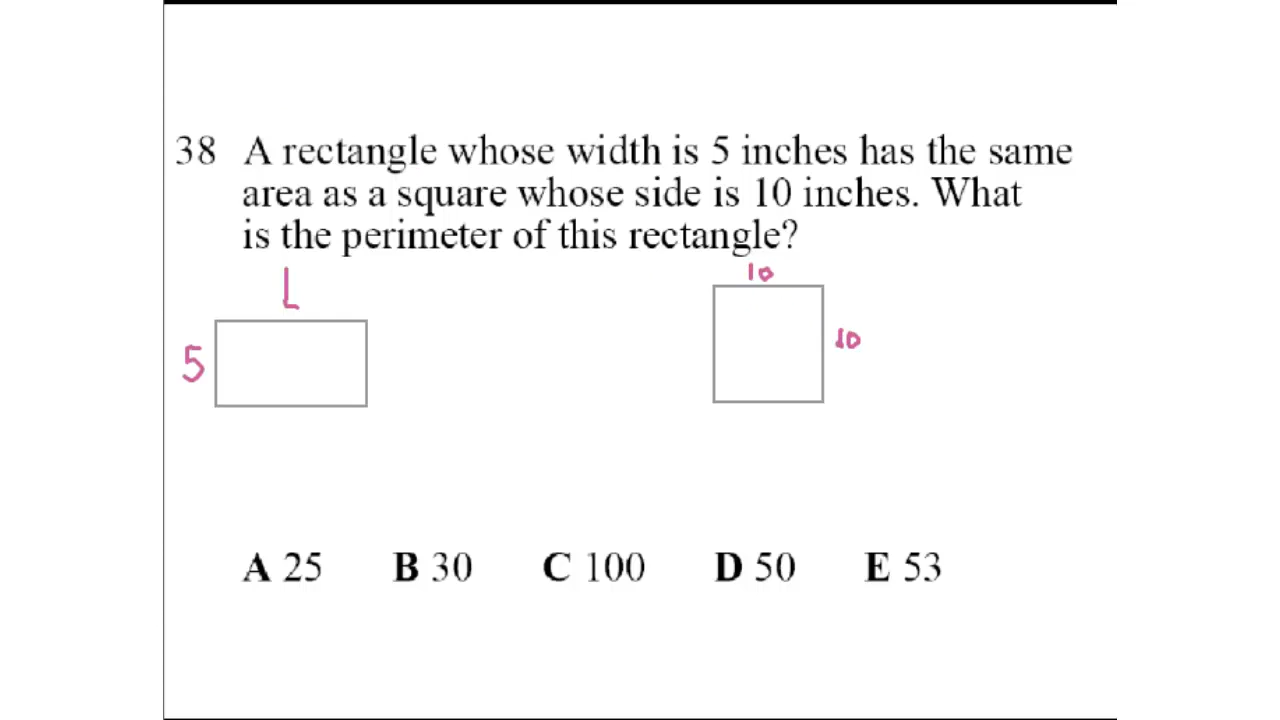 38 A rectangle whose width is 5 inches has the same
area as a square whose side is 10 inches. What
is the perimeter of this rectangle?
L
10
5
10
A 25 B 30 C 100 D 50 E 53